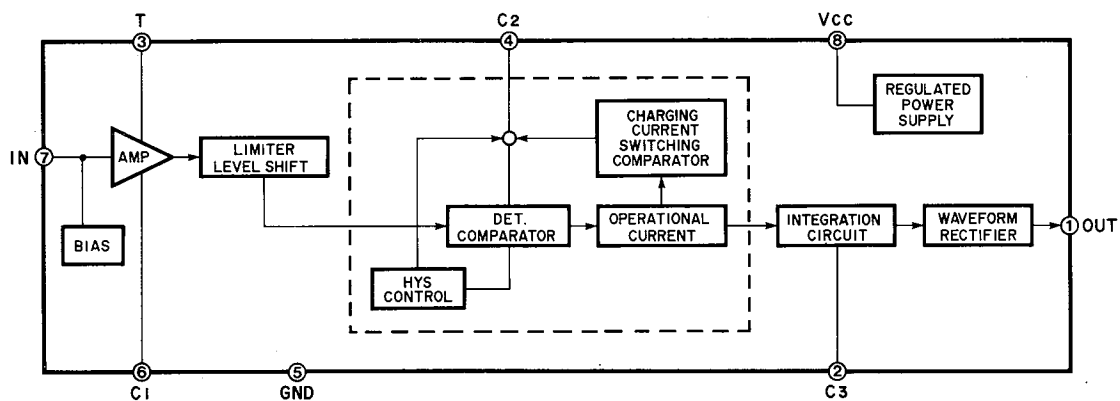 T
C2
Vcc
3
4
8
REGULATED
POWER
SUPPLY
CHARGING
CURRENT
SWITCHING
COMPARATOR
IN 7
AMP
LIMITER
LEVEL SHIFT
BIAS
DET.
COMPARATOR
OPERATIONAL
CURRENT
INTEGRATION
CIRCUIT
WAVEFORM
RECTIFIER
1 OUT
HYS
CONTROL
6
5
2
C1
GND
C3